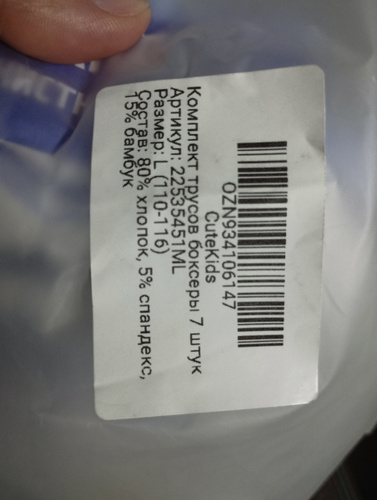 OZN934106147
CuteKids
Комплект трусов боксеры 7 штук
Артикул: 22535451ML
Размер: L (110-116)
Состав: 80% хлопок, 5% спандекс,
15% бамбук